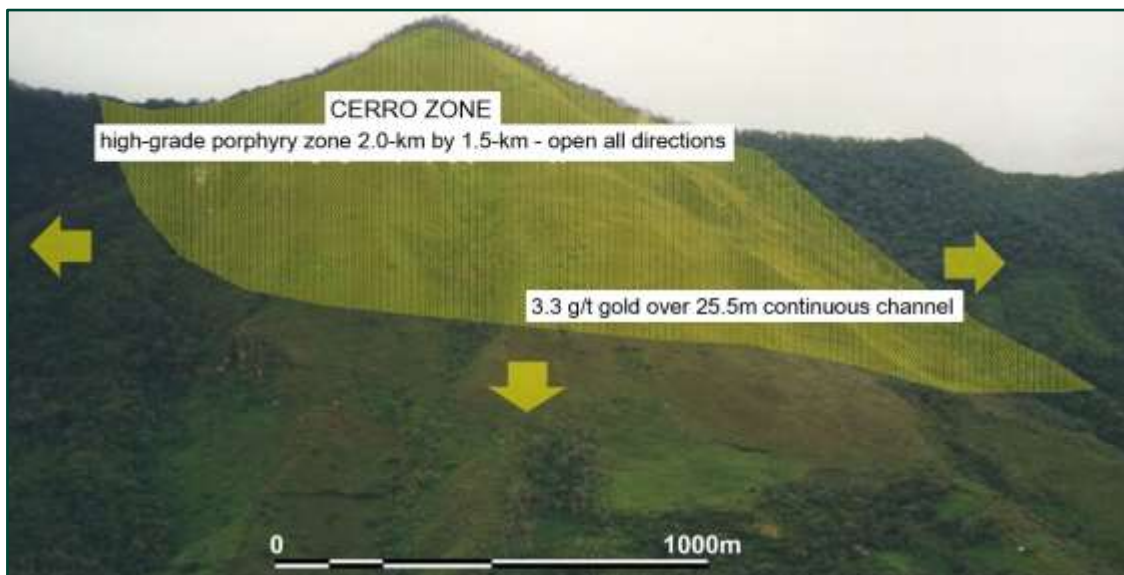 CERRO ZONE
high-grade porphyry zone 2.0-km by 1.5-km - open all directions
3.3 g/t gold over 25.5m continuous channel
0 1000m